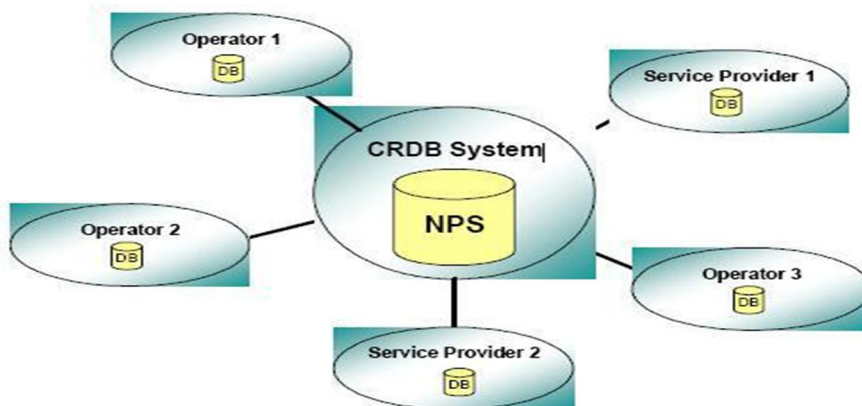 Operator 1
DB
Service Provider 1
DB
CRDB System
NPS
Operator 2
DB
Operator 3
DB
Service Provider 2
DB